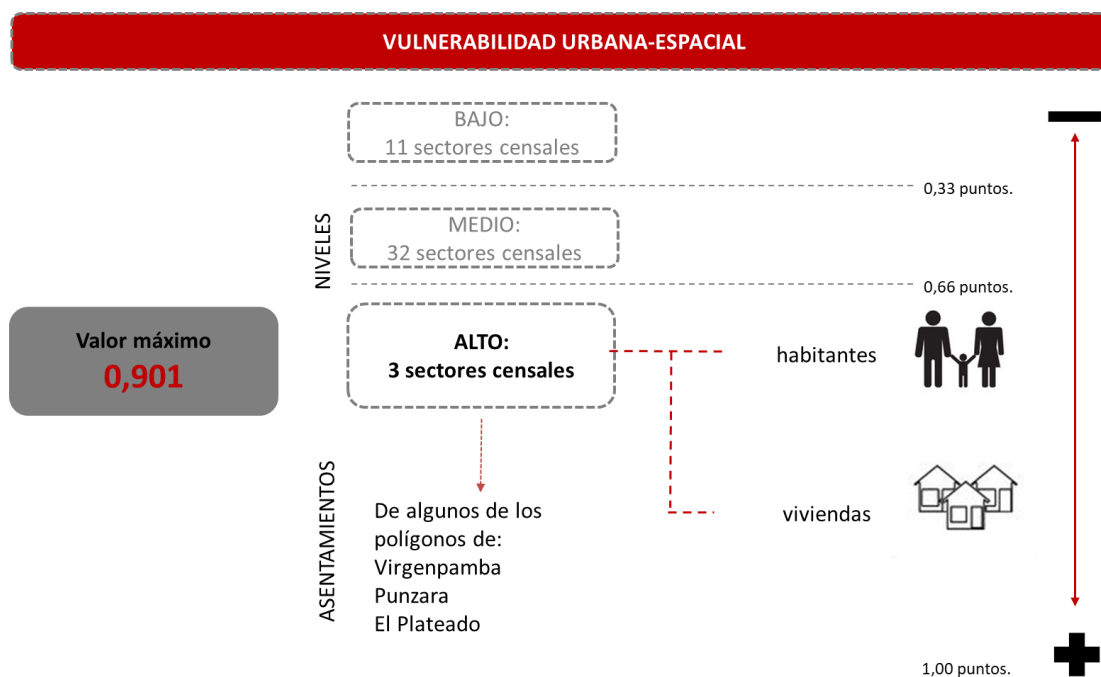 VULNERABILIDAD URBANA-ESPACIAL
BAJO:
11 sectores censales
0,33 puntos.
NIVELES
MEDIO:
32 sectores censales
0,66 puntos.
Valor máximo
0,901
ALTO:
3 sectores censales
habitantes
viviendas
ASENTAMIENTOS
De algunos de los
polígonos de:
Virgenpamba
Punzara
El Plateado
1,00 puntos.